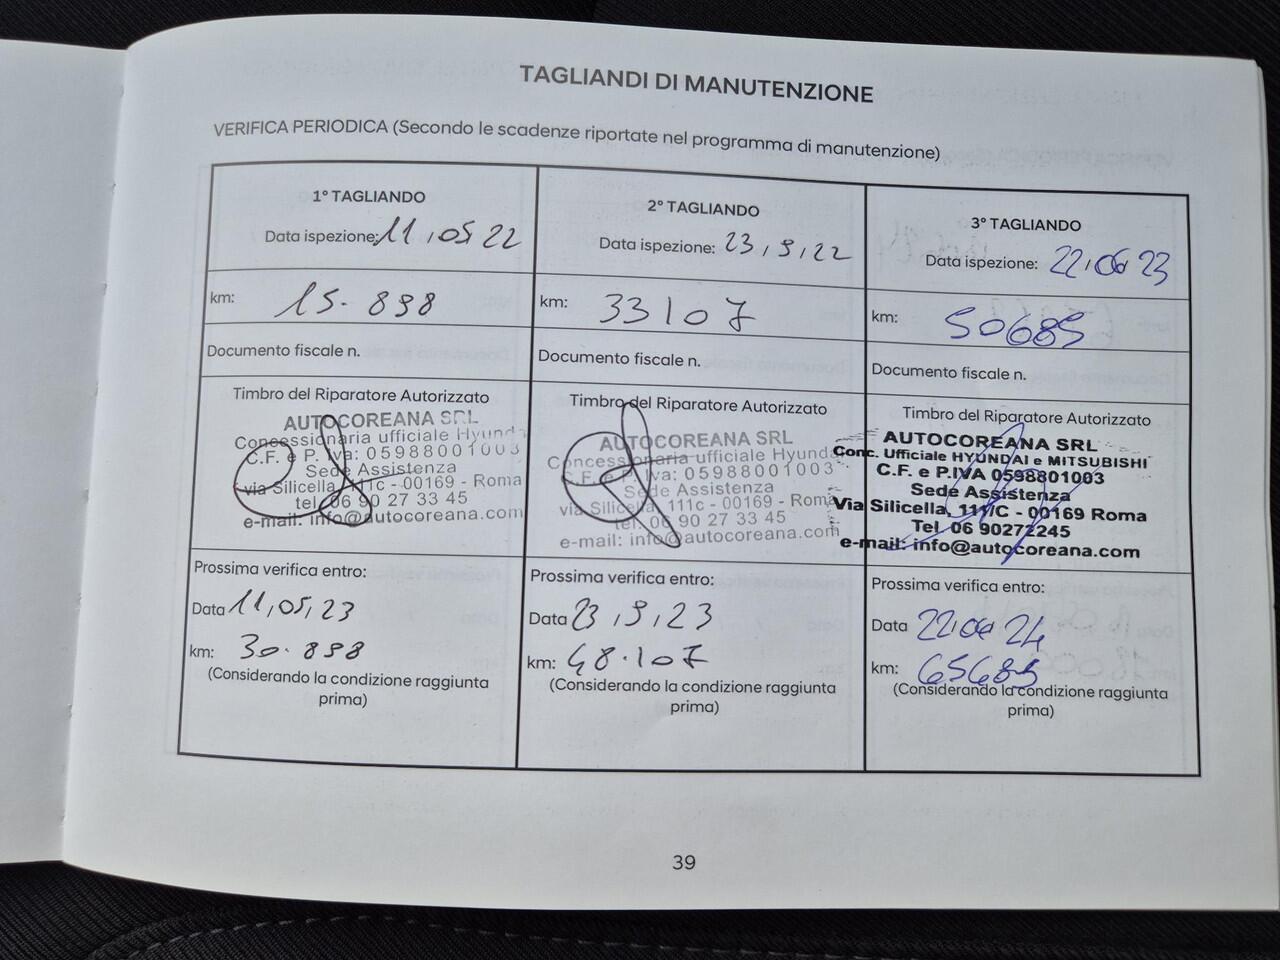 TAGLIANDI DI MANUTENZIONE
VERIFICA PERIODICA (Secondo le scadenze riportate nel programma di manutenzione)
1° TAGLIANDO
Data ispezione: 11,05,22
km: 15.898
Documento fiscale n.
Timbro del Riparatore Autorizzato
AUTOCOREANA SRL
Concessionaria ufficiale Hyunda
C.F. e P. Iva: 05988001003
Sede Assistenza
via Silicella, 111c - 00169 - Roma
tel. 06 90 27 33 45
e-mail: info@autocoreana.com
Prossima verifica entro:
Data 11,05,23
km: 30.898
(Considerando la condizione raggiunta
prima)
2° TAGLIANDO
Data ispezione: 23,9,22
km: 33107
Documento fiscale n.
Timbro del Riparatore Autorizzato
AUTOCOREANA SRL
Concessionaria ufficiale Hyunda
C.F. e P. Iva: 05988001003
Sede Assistenza
via Silicella, 111c - 00169 - Roma
tel. 06 90 27 33 45
e-mail: info@autocoreana.com
Prossima verifica entro:
Data 23,9,23
km: 48.107
(Considerando la condizione raggiunta
prima)
3° TAGLIANDO
Data ispezione: 22,06 23
km: 50685
Documento fiscale n.
Timbro del Riparatore Autorizzato
AUTOCOREANA SRL
Conc. Ufficiale HYUNDAI e MITSUBISHI
C.F. e P.IVA 0598801003
Sede Assistenza
Via Silicella, 111/C - 00169 Roma
Tel. 06 90272245
e-mail: info@autocoreana.com
Prossima verifica entro:
Data 22,06 24
km: 65685
(Considerando la condizione raggiunta
prima)
39